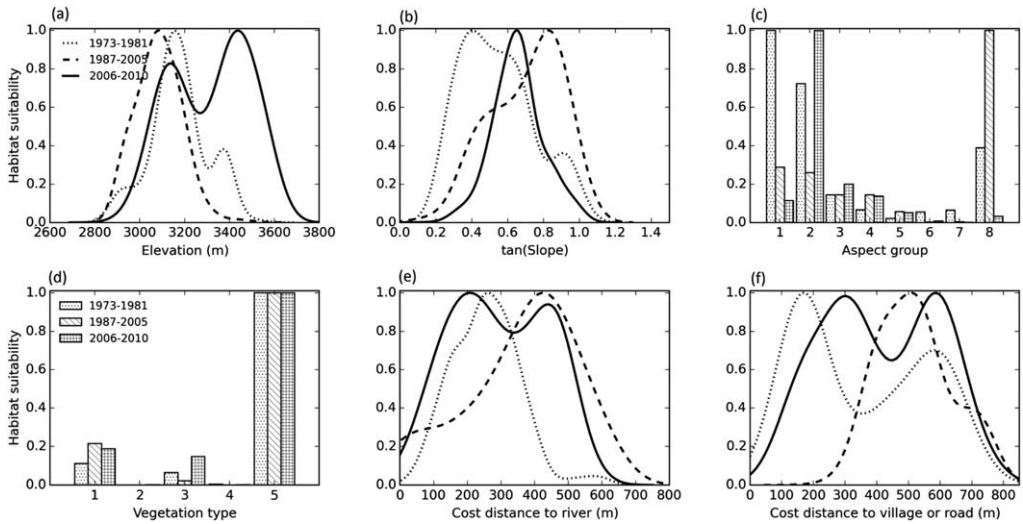 (a)
1973-1981
1987-2005
2006-2010
Habitat suitability
1.0
0.8
0.6
0.4
0.2
0.0
2600 2800 3000 3200 3400 3600 3800
Elevation (m)
(b)
1.0
0.8
0.6
0.4
0.2
0.0
0.0 0.2 0.4 0.6 0.8 1.0 1.2 1.4
tan(Slope)
(c)
1.0
0.8
0.6
0.4
0.2
0.0
1 2 3 4 5 6 7 8
Aspect group
(d)
1973-1981
1987-2005
2006-2010
Habitat suitability
1.0
0.8
0.6
0.4
0.2
0.0
1 2 3 4 5
Vegetation type
(e)
1.0
0.8
0.6
0.4
0.2
0.0
0 100 200 300 400 500 600 700 800
Cost distance to river (m)
(f)
1.0
0.8
0.6
0.4
0.2
0.0
0 100 200 300 400 500 600 700 800
Cost distance to village or road (m)